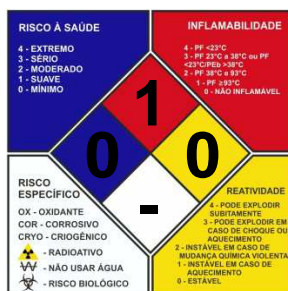 RISCO À SAÚDE
4 - EXTREMO
3 - SÉRIO
2 - MODERADO
1 - SUAVE
0 - MÍNIMO
INFLAMABILIDADE
4 - PF <23°C
3 - PF 23°C a 38°C ou PF
<23°C/PEb >38°C
2 - PF 38°C a 93°C
1 - PF ≥93°C
0 - NÃO INFLAMÁVEL
1
0
0
-
RISCO
ESPECÍFICO
OX - OXIDANTE
COR - CORROSIVO
CRYO - CRIOGÊNICO
- RADIOATIVO
W - NÃO USAR ÁGUA
- RISCO BIOLÓGICO
REATIVIDADE
4 - PODE EXPLODIR
SUBITAMENTE
3 - PODE EXPLODIR EM
CASO DE CHOQUE OU
AQUECIMENTO
2 - INSTÁVEL EM CASO DE
MUDANÇA QUÍMICA VIOLENTA
1 - INSTÁVEL EM CASO DE
AQUECIMENTO
0 - ESTÁVEL